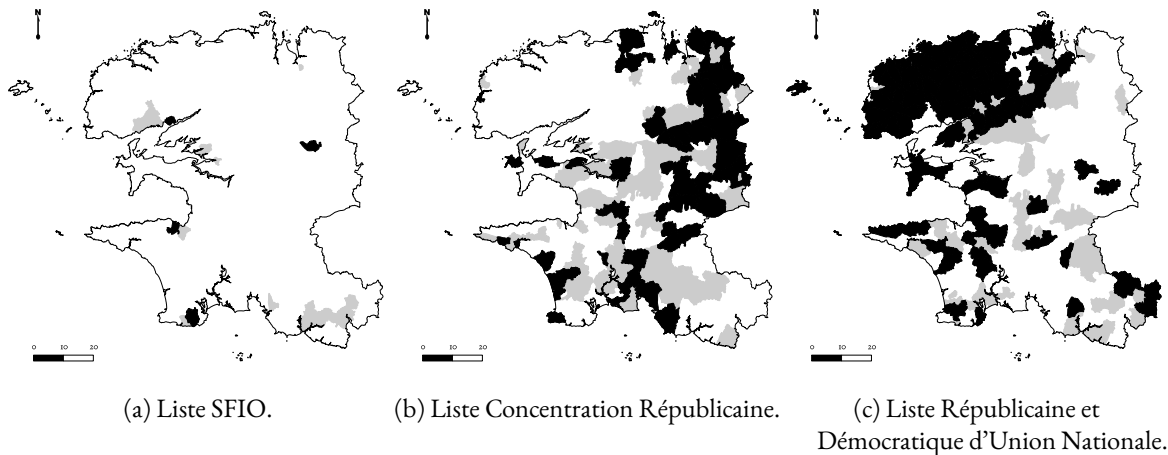 N
N
N
0 10 20
0 10 20
0 10 20
(a) Liste SFIO.
(b) Liste Concentration Républicaine.
(c) Liste Républicaine et
Démocratique d'Union Nationale.